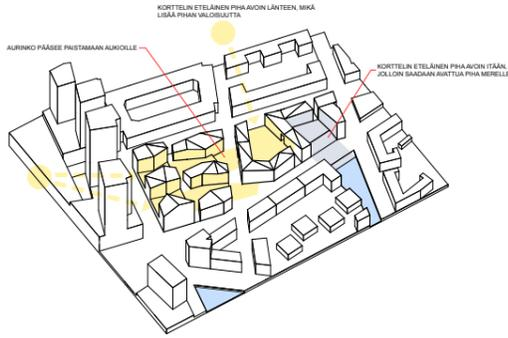 KORTTELIN ETELÄINEN PIHA AVOIN LÄNTEEN, MIKÄ
LISÄÄ PIHAN VALOISUUTTA
AURINKO PÄÄSEE PAISTAMAAN AUKIOILLE
KORTTELIN ETELÄINEN PIHA AVOIN ITÄÄN,
JOLLOIN SAADAAN AVATTUA PIHA MERELLE